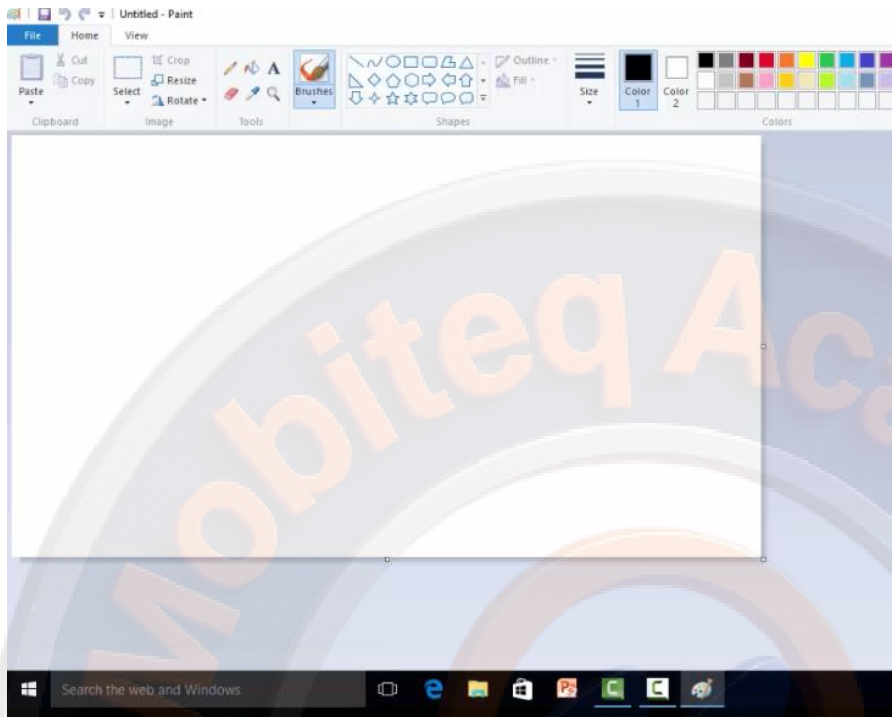 Untitled - Paint
File Home View
Paste
Cut
Copy
Clipboard
Select
Crop
Resize
Rotate
Image
A
Tools
Brushes
Shapes
Outline
Fill
Size
Color 1
Color 2
Colors
Mobiteq Aca
Search the web and Windows